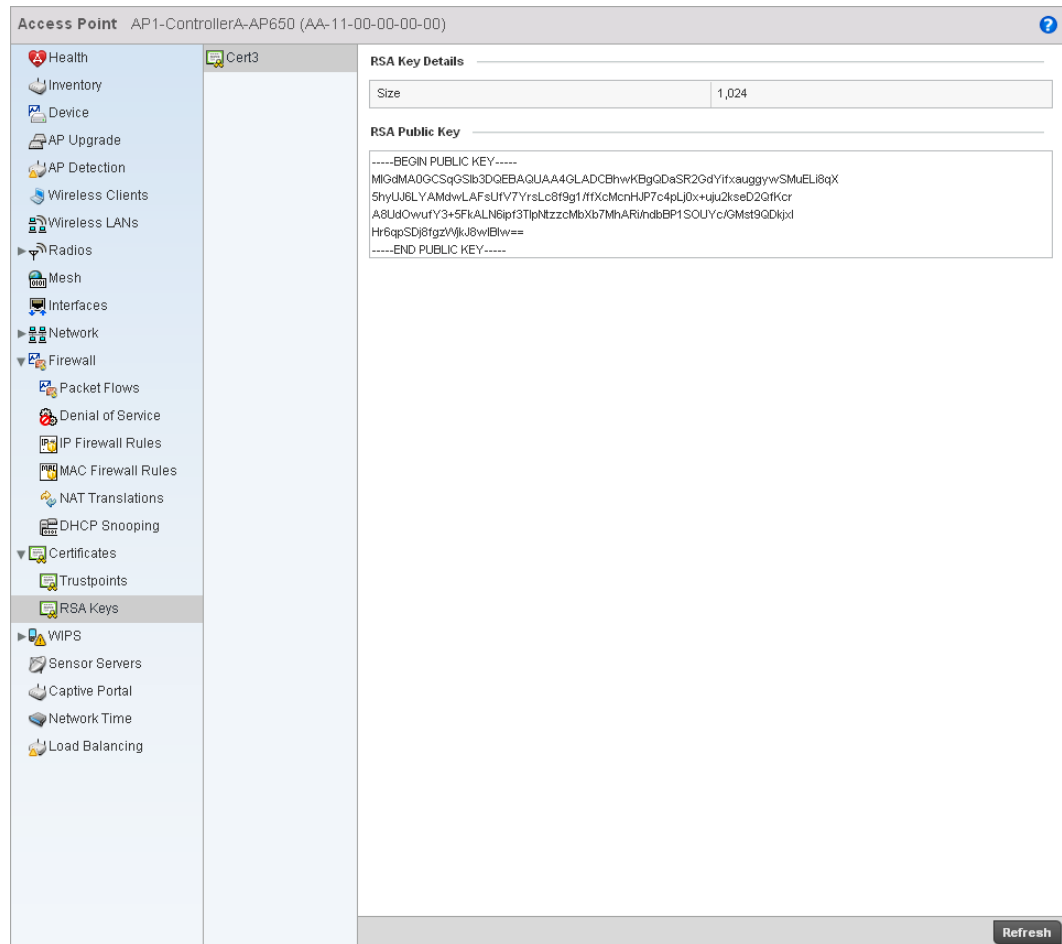 Access Point AP1-ControllerA-AP650 (AA-11-00-00-00-00)
Health
Inventory
Device
AP Upgrade
AP Detection
Wireless Clients
Wireless LANs
Radios
Mesh
Interfaces
Network
Firewall
Packet Flows
Denial of Service
IP Firewall Rules
MAC Firewall Rules
NAT Translations
DHCP Snooping
Certificates
Trustpoints
RSA Keys
WIPS
Sensor Servers
Captive Portal
Network Time
Load Balancing
Cert3
RSA Key Details
Size 1,024
RSA Public Key
-----BEGIN PUBLIC KEY-----
MIGdMA0GCSqGSIb3DQEBAQUAA4GLADCBhwKBgQDaSR2GdYifxauggywSMuELi8qX
5hyUJ6LYAMdwLAFsUfV7YrsLc8f9g1/ffXcMcnHJP7c4pLj0x+uju2kseD2QfKcr
A8UdOwufY3+5FkALN6ipf3TlpNtzzcMbXb7MhARi/ndbBP1SOUYc/GMst9QDkjxI
Hr6qpSDj8fgzWjkJ8wIBIw==
-----END PUBLIC KEY-----
Refresh